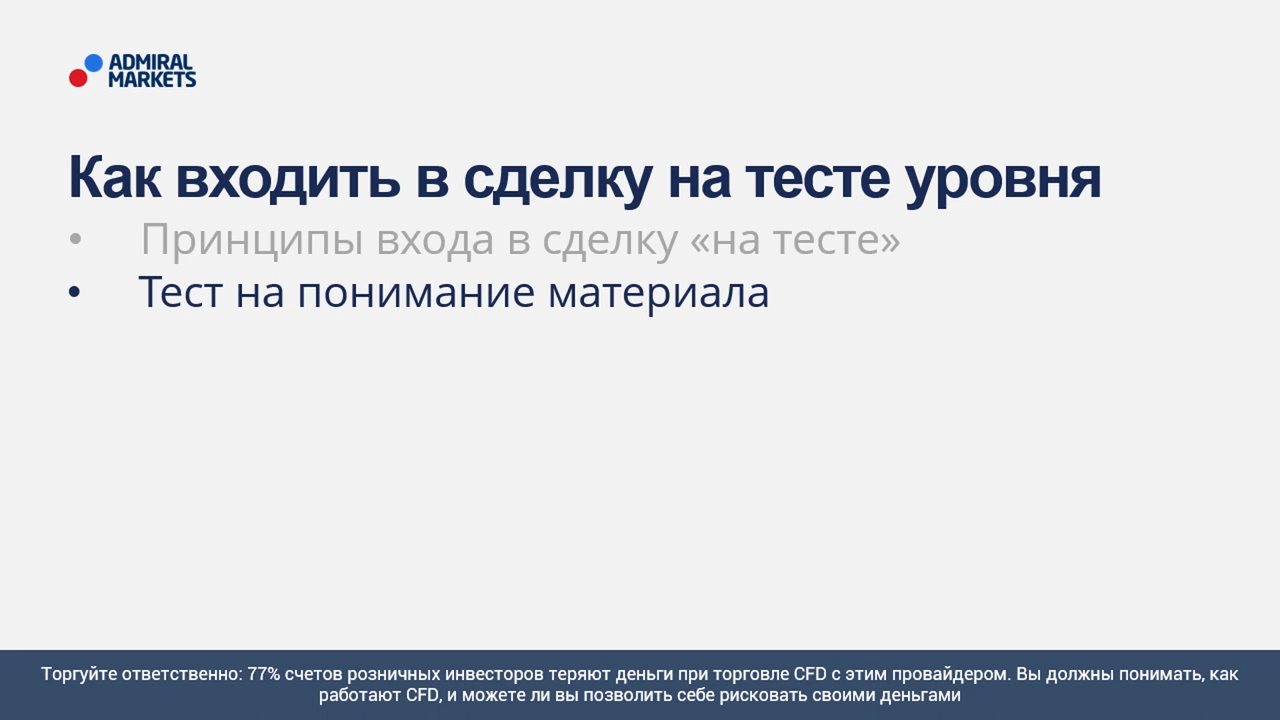 ADMIRAL
MARKETS
Как входить в сделку на тесте уровня
• Принципы входа в сделку «на тесте»
• Тест на понимание материала
Торгуйте ответственно: 77% счетов розничных инвесторов теряют деньги при торговле CFD с этим провайдером. Вы должны понимать, как
работают CFD, и можете ли вы позволить себе рисковать своими деньгами